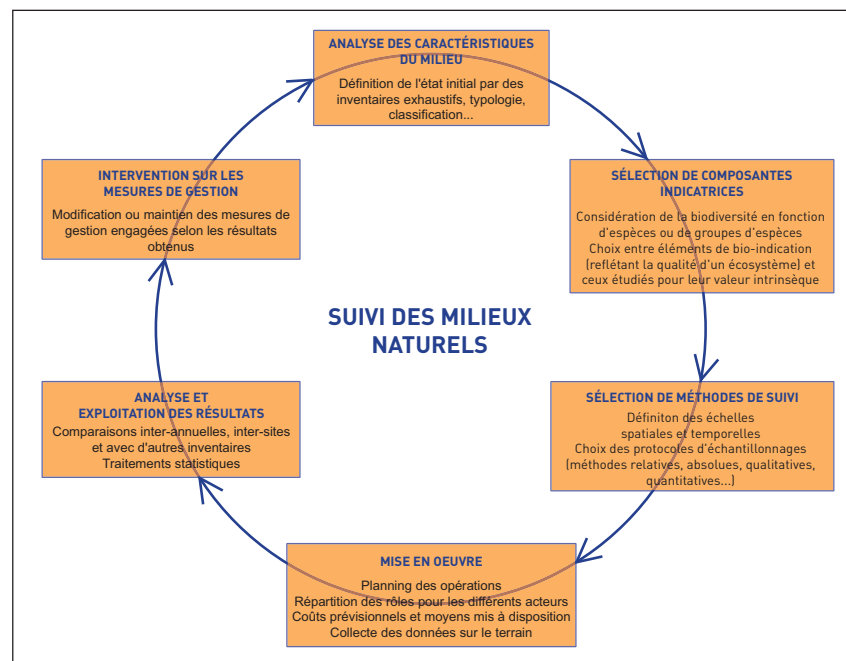 ANALYSE DES CARACTÉRISTIQUES
DU MILIEU
Définition de l'état initial par des
inventaires exhaustifs, typologie,
classification...
SÉLECTION DE COMPOSANTES
INDICATRICES
Considération de la biodiversité en fonction
d'espèces ou de groupes d'espèces
Choix entre éléments de bio-indication
(reflétant la qualité d'un écosystème) et
ceux étudiés pour leur valeur intrinsèque
SÉLECTION DE MÉTHODES DE SUIVI
Définiton des échelles
spatiales et temporelles
Choix des protocoles d'échantillonnages
(méthodes relatives, absolues, qualitatives,
quantitatives...)
MISE EN OEUVRE
Planning des opérations
Répartition des rôles pour les différents acteurs
Coûts prévisionnels et moyens mis à disposition
Collecte des données sur le terrain
ANALYSE ET
EXPLOITATION DES RÉSULTATS
Comparaisons inter-annuelles, inter-sites
et avec d'autres inventaires
Traitements statistiques
INTERVENTION SUR LES
MESURES DE GESTION
Modification ou maintien des mesures de
gestion engagées selon les résultats
obtenus
SUIVI DES MILIEUX
NATURELS